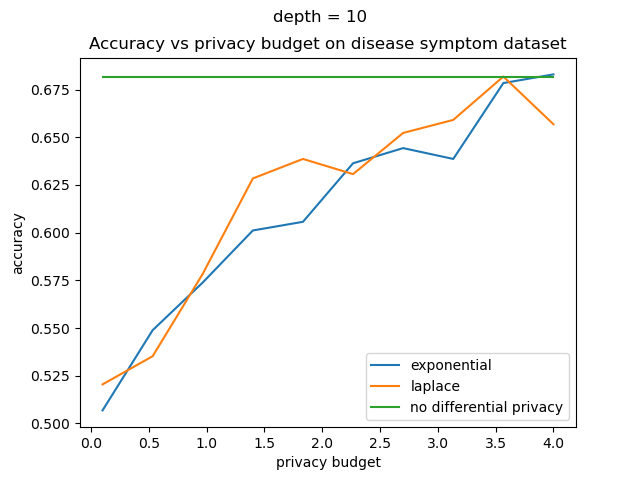 depth = 10
Accuracy vs privacy budget on disease symptom dataset
accuracy
0.675
0.650
0.625
0.600
0.575
0.550
0.525
0.500
exponential
laplace
no differential privacy
0.0 0.5 1.0 1.5 2.0 2.5 3.0 3.5 4.0
privacy budget